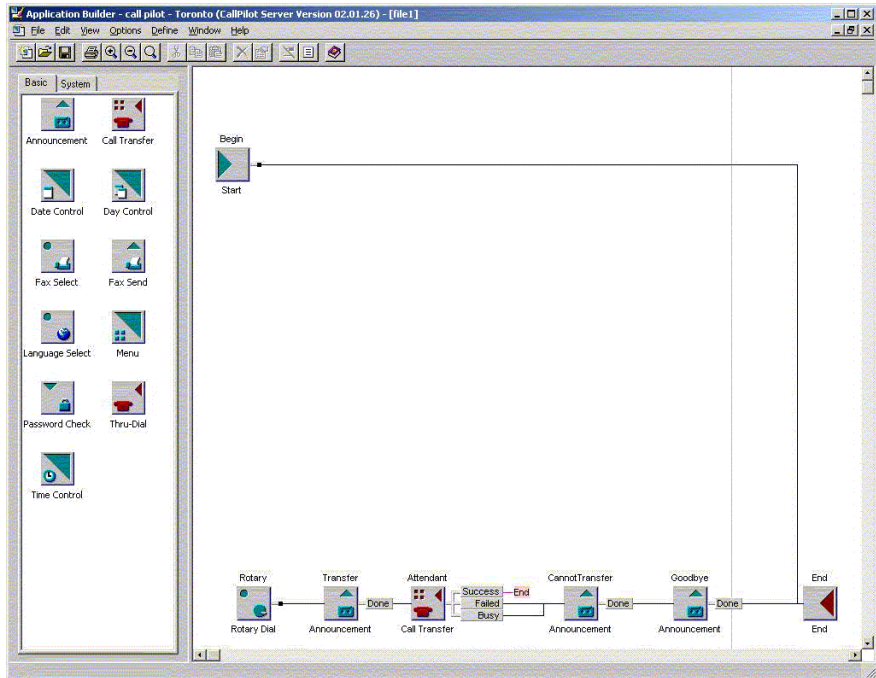 Application Builder - call pilot - Toronto (CallPilot Server Version 02.01.26) - [file1]
File Edit View Options Define Window Help
Basic System
Announcement Call Transfer
Date Control Day Control
Fax Select Fax Send
Language Select Menu
Password Check Thru-Dial
Time Control
Begin
Start
Rotary Transfer Attendant CannotTransfer Goodbye End
Success End
Done Failed Done Done
Busy
Rotary Dial Announcement Call Transfer Announcement Announcement End